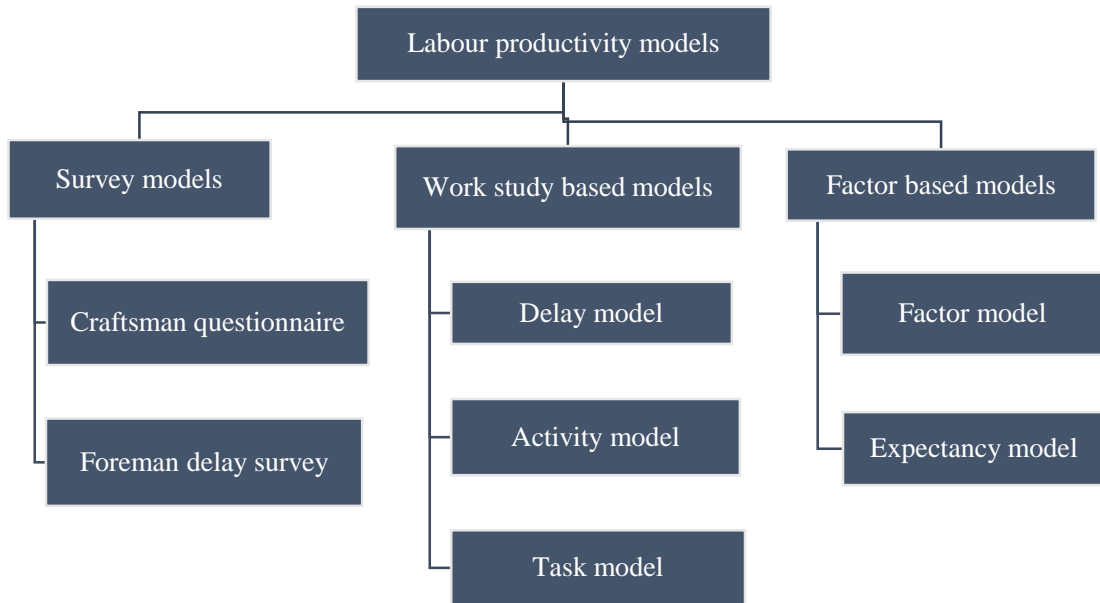 Labour productivity models
Survey models
Craftsman questionnaire
Foreman delay survey
Work study based models
Delay model
Activity model
Task model
Factor based models
Factor model
Expectancy model